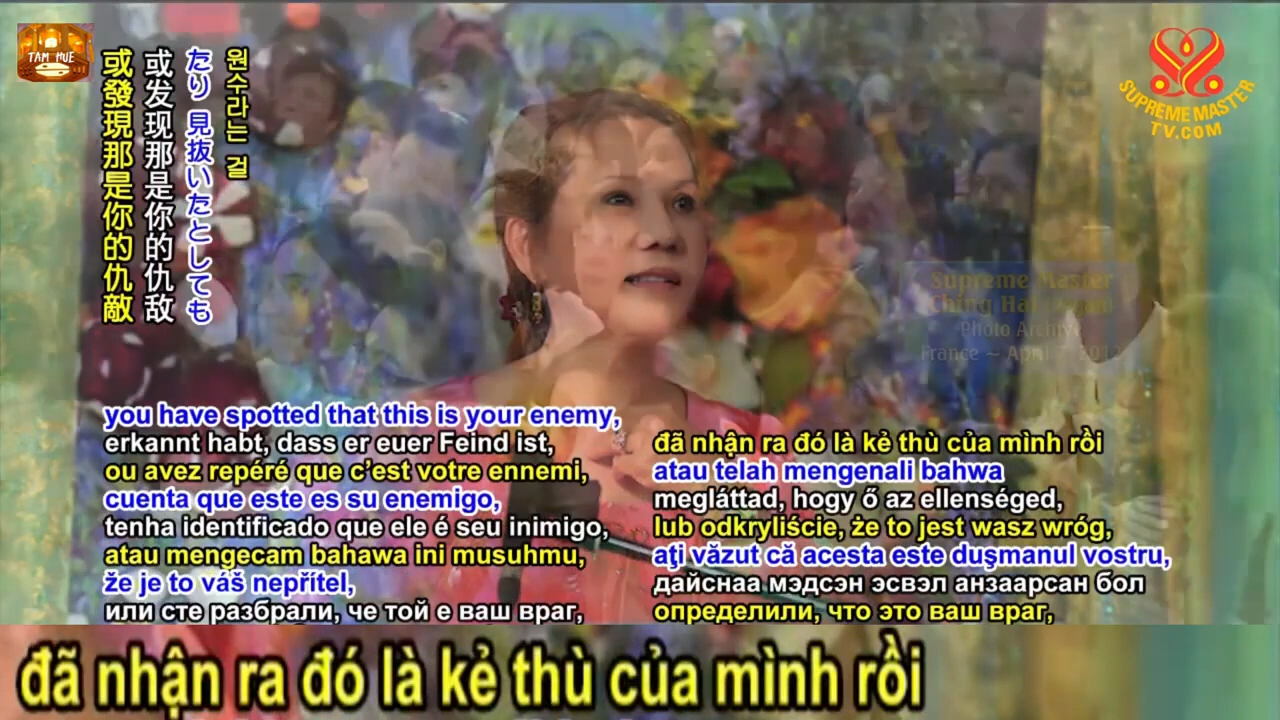 TAM HUE
원수라는 걸
たり 見抜いたとしても
或发现那是你的仇敌
或發現那是你的仇敵
SUPREME MASTER
TV.COM
Supreme Master
Ching Hai
Photo Archive
France ~ April 2012
you have spotted that this is your enemy,
erkannt habt, dass er euer Feind ist,
ou avez repéré que c’est votre ennemi,
cuenta que este es su enemigo,
tenha identificado que ele é seu inimigo,
atau mengecam bahawa ini musuhmu,
že je to váš nepřítel,
или сте разбрали, че той е ваш враг,
đã nhận ra đó là kẻ thù của mình rồi
atau telah mengenali bahwa
megláttad, hogy ő az ellenséged,
lub odkryliście, że to jest wasz wróg,
aţi văzut că acesta este duşmanul vostru,
дайснаа мэдсэн эсвэл анзаарсан бол
определили, что это ваш враг,
đã nhận ra đó là kẻ thù của mình rồi